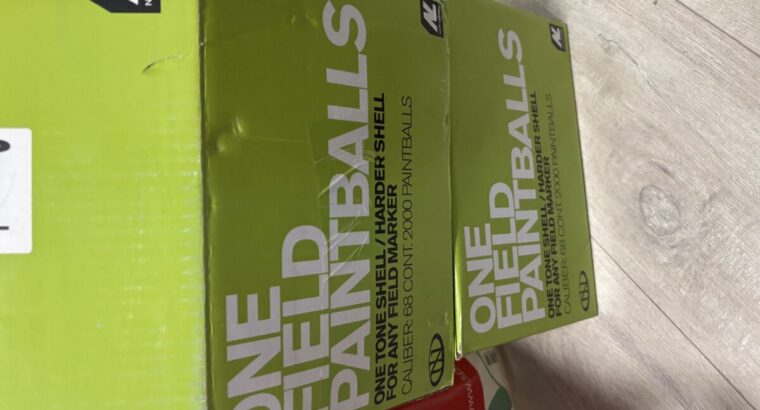 ONE
FIELD
PAINTBALLS
ONE TONE SHELL / HARDER SHELL
FOR ANY FIELD MARKER
CALIBER: 68 CONT. 2000 PAINTBALLS
ONE
FIELD
PAINTBALLS
ONE TONE SHELL / HARDER SHELL
FOR ANY FIELD MARKER
CALIBER: 68 CONT. 2000 PAINTBALLS